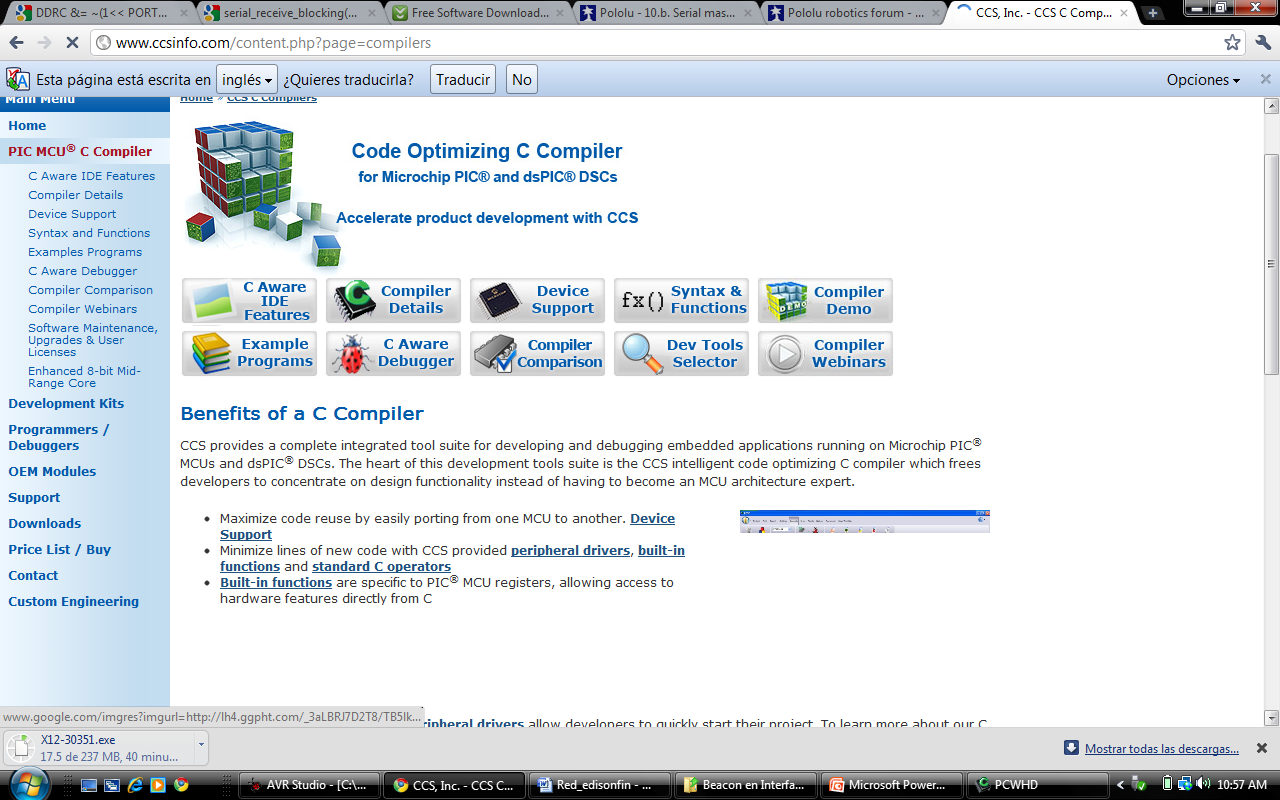 DDRC &= ~(1<< PORT...
serial_receive_blocking(...
Free Software Download...
Pololu - 10.b. Serial mas...
Pololu robotics forum - ...
CCS, Inc. - CCS C Comp...
www.ccsinfo.com/content.php?page=compilers
Esta página está escrita en inglés ¿Quieres traducirla? Traducir No Opciones
Main Menu
Home
PIC MCU® C Compiler
C Aware IDE Features
Compiler Details
Device Support
Syntax and Functions
Examples Programs
C Aware Debugger
Compiler Comparison
Compiler Webinars
Software Maintenance,
Upgrades & User
Licenses
Enhanced 8-bit Mid-
Range Core
Development Kits
Programmers /
Debuggers
OEM Modules
Support
Downloads
Price List / Buy
Contact
Custom Engineering
Home » CCS C Compilers
Code Optimizing C Compiler
for Microchip PIC® and dsPIC® DSCs
Accelerate product development with CCS
C Aware
IDE
Features
Compiler
Details
Device
Support
fx() Syntax &
Functions
DEMO
Compiler
Demo
Example
Programs
C Aware
Debugger
Compiler
Comparison
Dev Tools
Selector
Compiler
Webinars
Benefits of a C Compiler
CCS provides a complete integrated tool suite for developing and debugging embedded applications running on Microchip PIC®
MCUs and dsPIC® DSCs. The heart of this development tools suite is the CCS intelligent code optimizing C compiler which frees
developers to concentrate on design functionality instead of having to become an MCU architecture expert.
• Maximize code reuse by easily porting from one MCU to another. Device
Support
• Minimize lines of new code with CCS provided peripheral drivers, built-in
functions and standard C operators
• Built-in functions are specific to PIC® MCU registers, allowing access to
hardware features directly from C
ripheral drivers allow developers to quickly start their project. To learn more about our C
www.google.com/imgres?imgurl=http://lh4.ggpht.com/_3aLBRJ7D2T8/TB5Ik...
X12-30351.exe
17.5 de 237 MB, 40 minu...
Mostrar todas las descargas...
AVR Studio - [C:\...
CCS, Inc. - CCS C...
Red_edisonfin - ...
Beacon en Interfa...
Microsoft Power...
PCWHD
10:57 AM